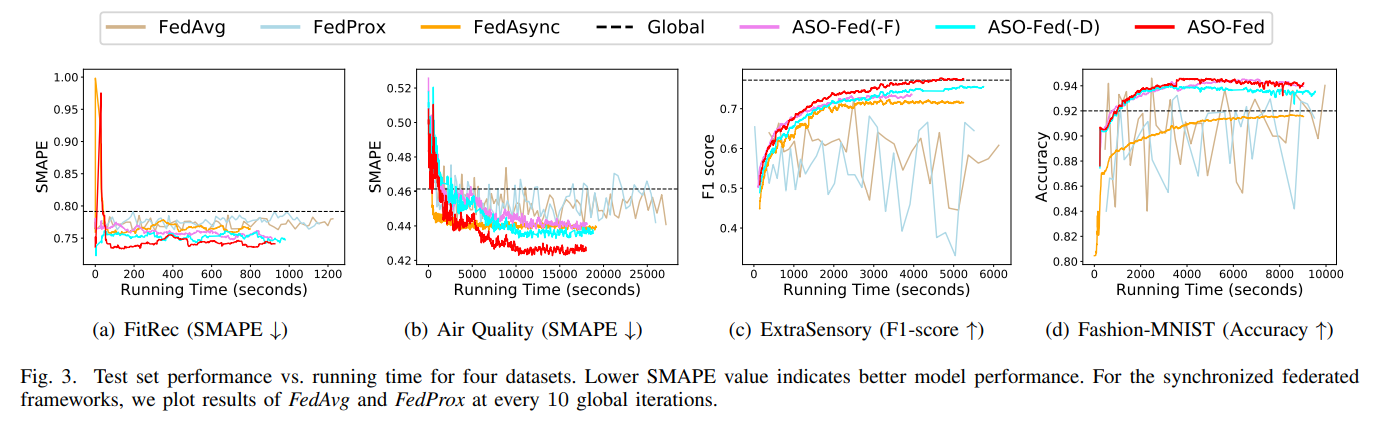 FedAvg FedProx FedAsync Global ASO-Fed(-F) ASO-Fed(-D) ASO-Fed
SMAPE
1.00
0.95
0.90
0.85
0.80
0.75
0 200 400 600 800 1000 1200
Running Time (seconds)
(a) FitRec (SMAPE ↓)
SMAPE
0.52
0.50
0.48
0.46
0.44
0.42
0 5000 10000 15000 20000 25000
Running Time (seconds)
(b) Air Quality (SMAPE ↓)
F1 score
0.7
0.6
0.5
0.4
0 1000 2000 3000 4000 5000 6000
Running Time (seconds)
(c) ExtraSensory (F1-score ↑)
Accuracy
0.94
0.92
0.90
0.88
0.86
0.84
0.82
0.80
0 2000 4000 6000 8000 10000
Running Time (seconds)
(d) Fashion-MNIST (Accuracy ↑)
Fig. 3. Test set performance vs. running time for four datasets. Lower SMAPE value indicates better model performance. For the synchronized federated
frameworks, we plot results of FedAvg and FedProx at every 10 global iterations.